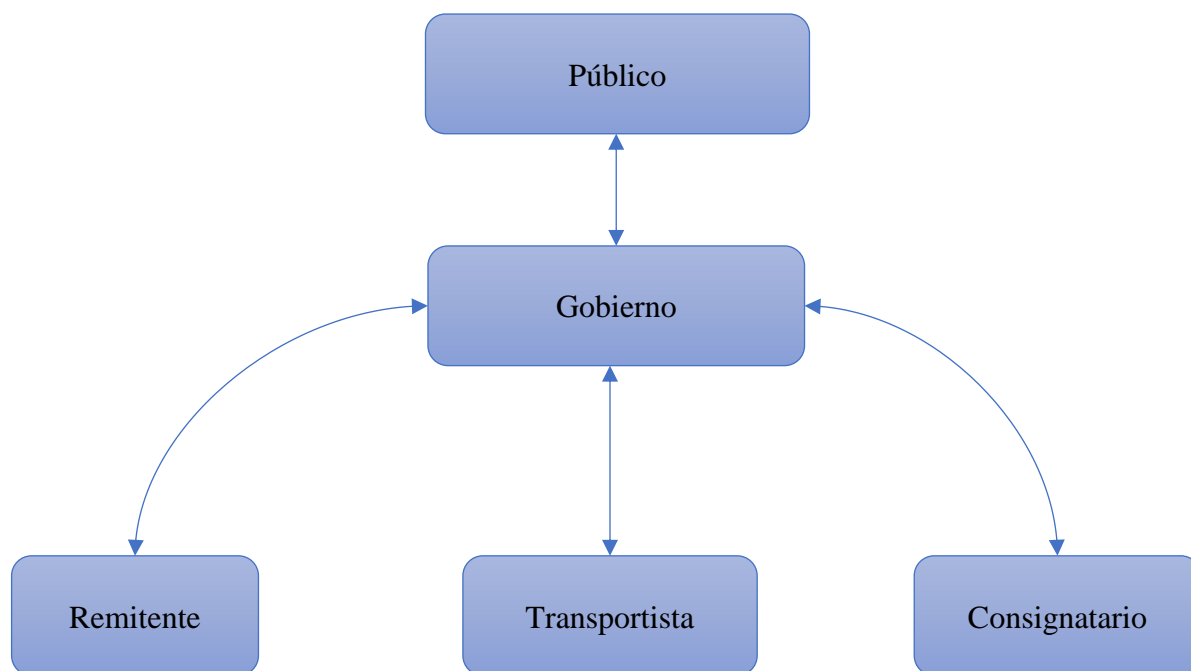 Público
Gobierno
Remitente
Transportista
Consignatario